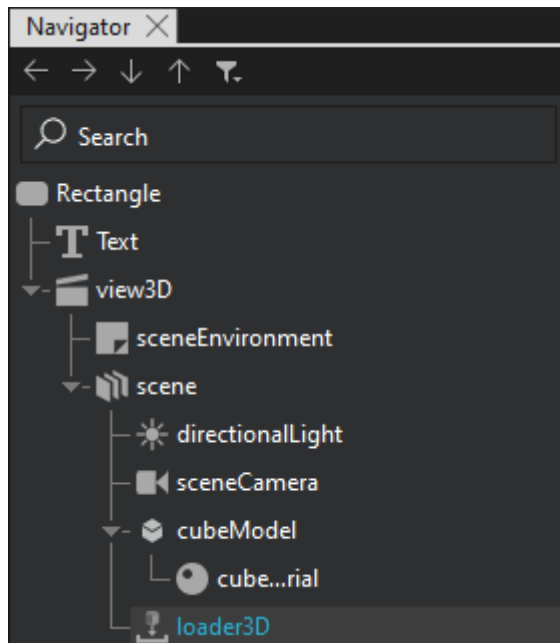 Navigator
Search
Rectangle
Text
view3D
sceneEnvironment
scene
directionalLight
sceneCamera
cubeModel
cube...rial
loader3D